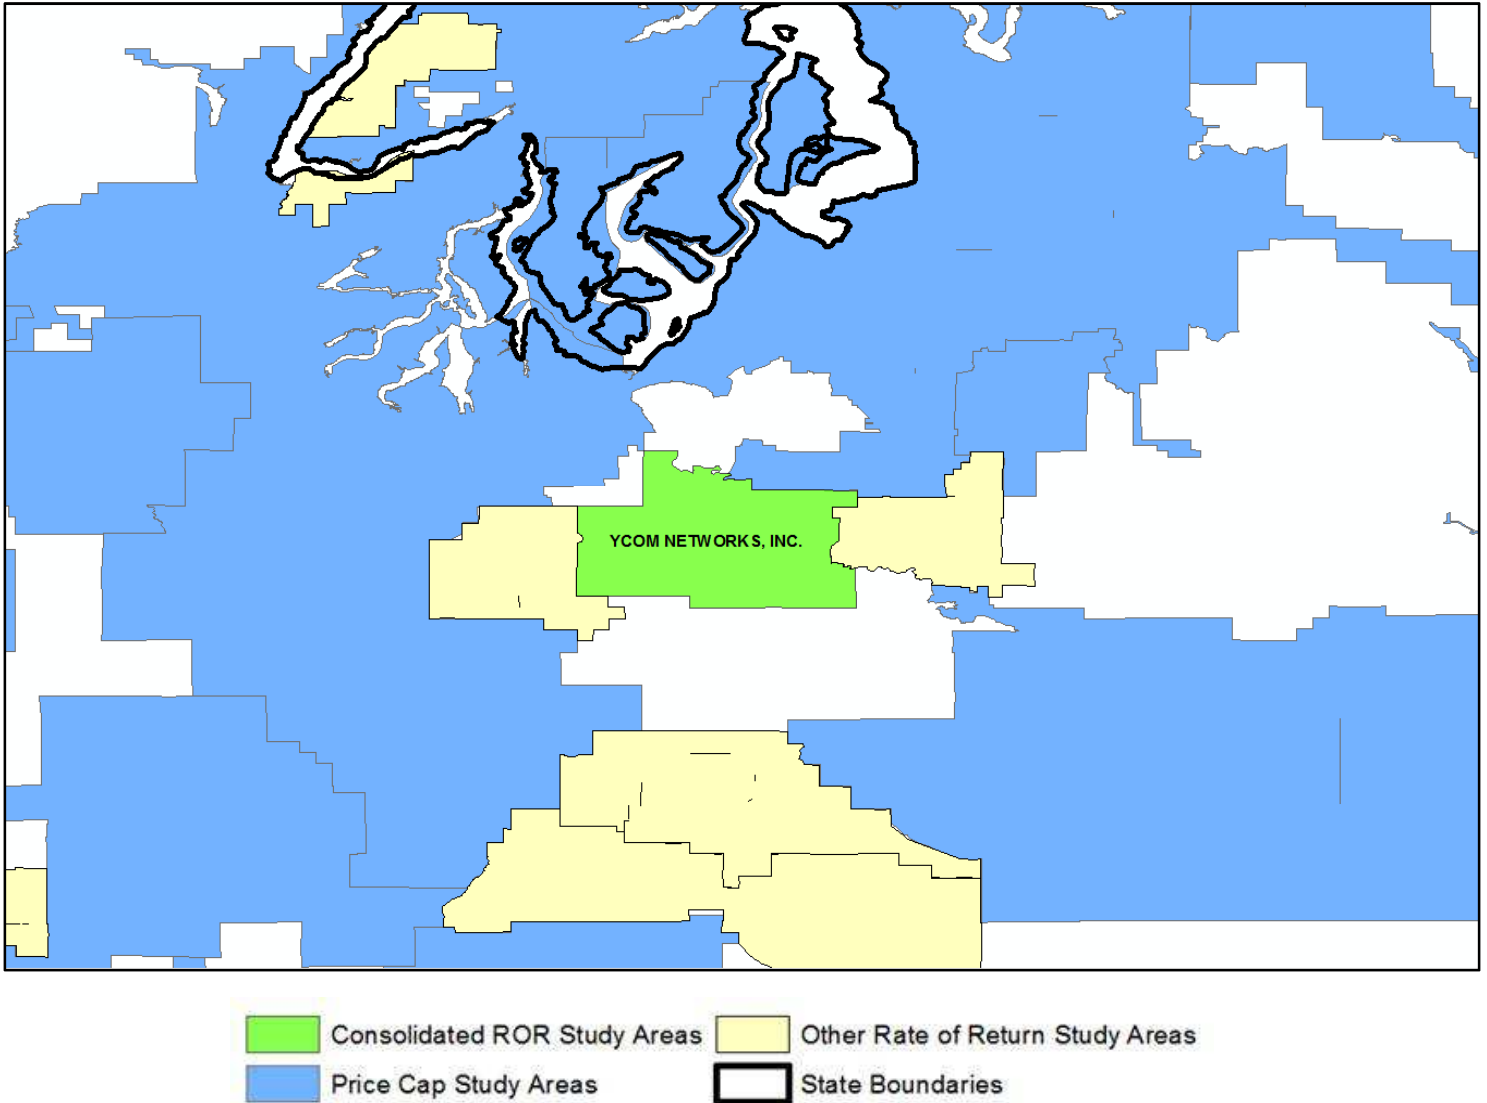 YCOM NETWORKS, INC.
Consolidated ROR Study Areas
Other Rate of Return Study Areas
Price Cap Study Areas
State Boundaries